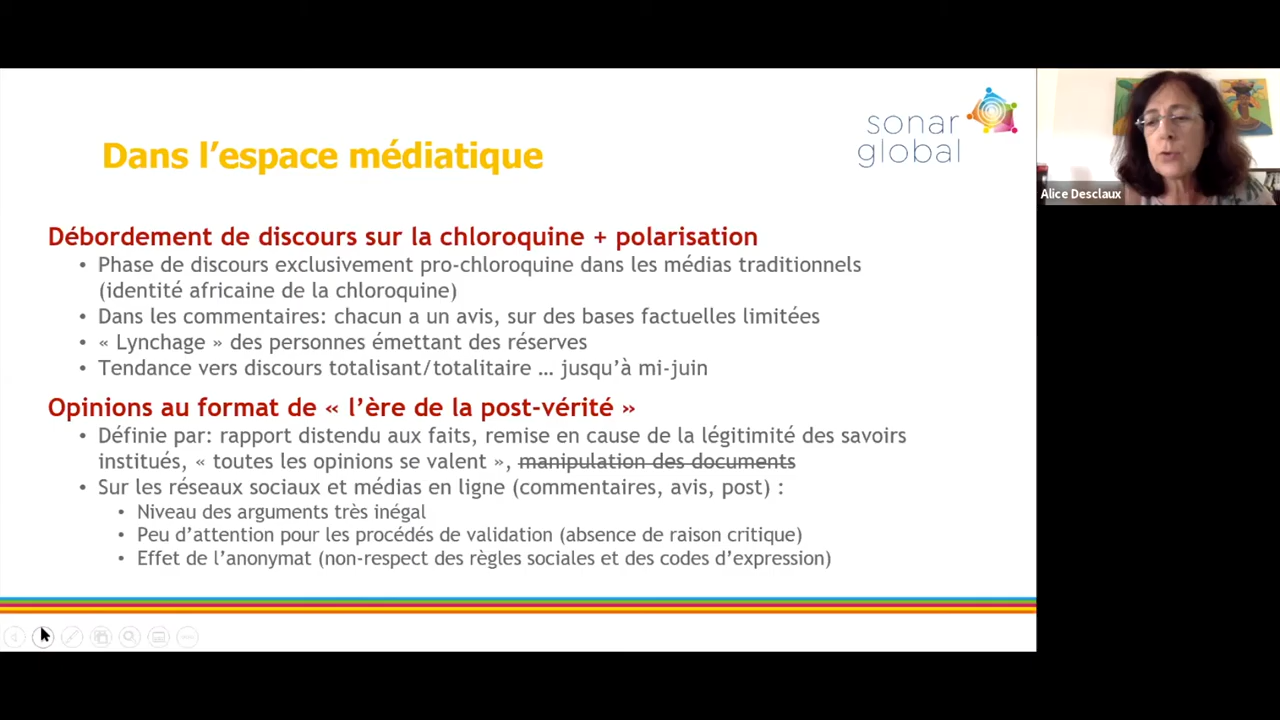 sonar
global
Dans l’espace médiatique
Alice Desclaux
Débordement de discours sur la chloroquine + polarisation
• Phase de discours exclusivement pro-chloroquine dans les médias traditionnels
(identité africaine de la chloroquine)
• Dans les commentaires: chacun a un avis, sur des bases factuelles limitées
• « Lynchage » des personnes émettant des réserves
• Tendance vers discours totalisant/totalitaire … jusqu’à mi-juin
Opinions au format de « l’ère de la post-vérité »
• Définie par: rapport distendu aux faits, remise en cause de la légitimité des savoirs
institués, « toutes les opinions se valent », manipulation des documents
• Sur les réseaux sociaux et médias en ligne (commentaires, avis, post) :
• Niveau des arguments très inégal
• Peu d’attention pour les procédés de validation (absence de raison critique)
• Effet de l’anonymat (non-respect des règles sociales et des codes d’expression)